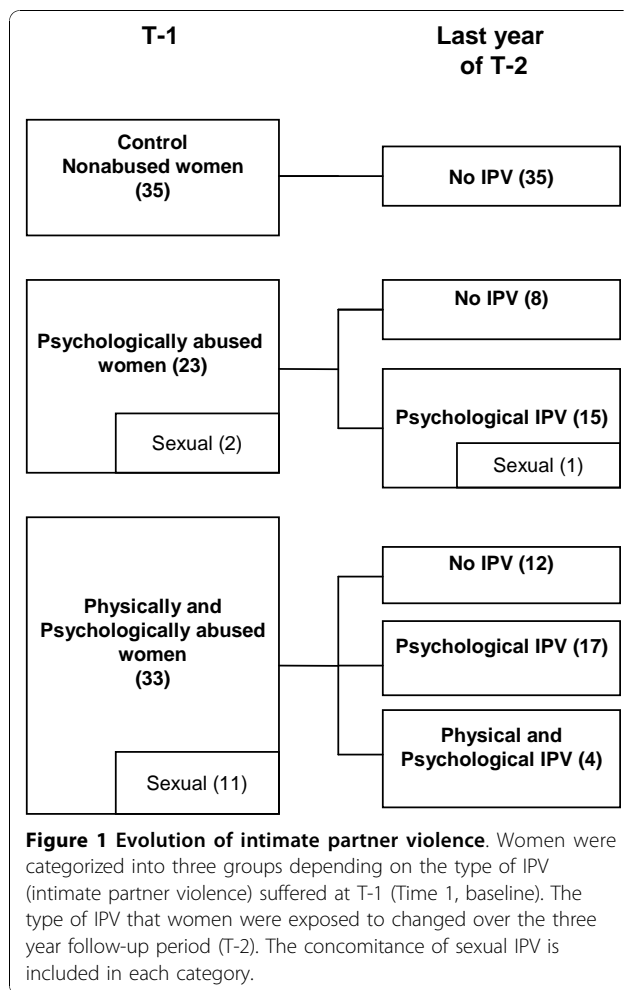 T-1
Last year
of T-2
Control
Nonabused women
(35)
No IPV (35)
Psychologically abused
women (23)
Sexual (2)
No IPV (8)
Psychological IPV (15)
Sexual (1)
Physically and
Psychologically abused
women
(33)
Sexual (11)
No IPV (12)
Psychological IPV (17)
Physical and
Psychological IPV (4)
Figure 1 Evolution of intimate partner violence. Women were
categorized into three groups depending on the type of IPV
(intimate partner violence) suffered at T-1 (Time 1, baseline). The
type of IPV that women were exposed to changed over the three
year follow-up period (T-2). The concomitance of sexual IPV is
included in each category.